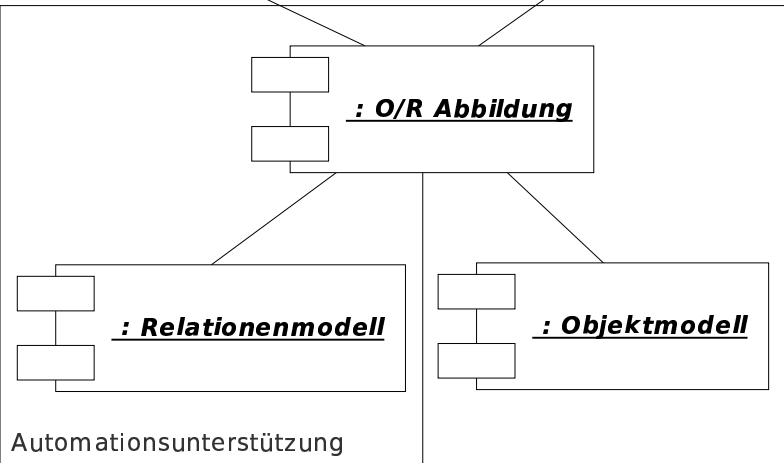 : O/R Abbildung
: Relationenmodell
: Objektmodell
Automationsunterstützung